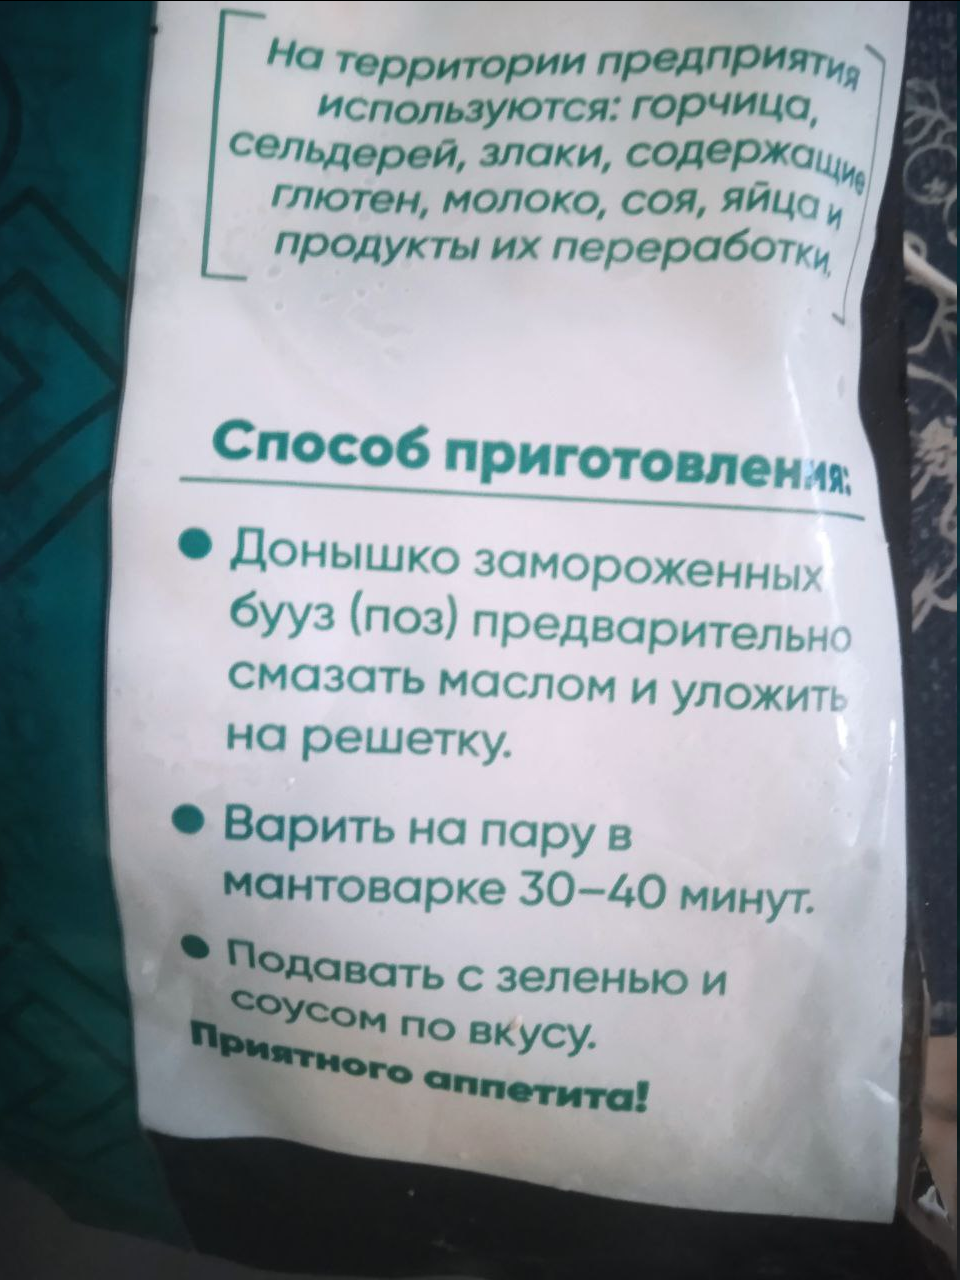 На территории предприятия
используются: горчица,
сельдерей, злаки, содержащие
глютен, молоко, соя, яйца и
продукты их переработки.
Способ приготовления:
● Донышко замороженных
бууз (поз) предварительно
смазать маслом и уложить
на решетку.
● Варить на пару в
мантоварке 30–40 минут.
● Подавать с зеленью и
соусом по вкусу.
Приятного аппетита!